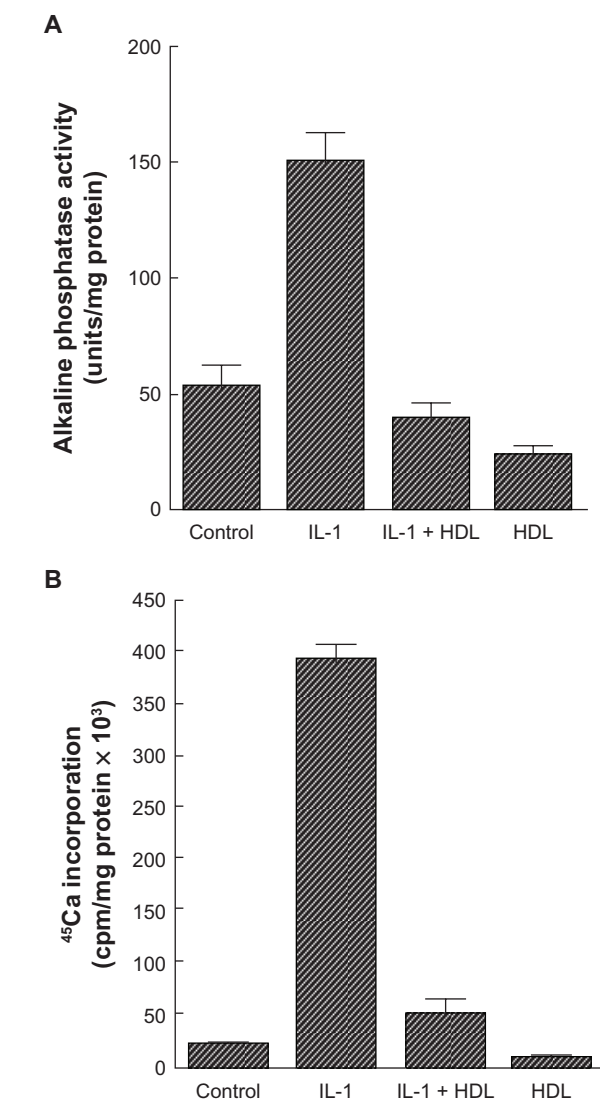 A
Alkaline phosphatase activity
(units/mg protein)
200
150
100
50
0
Control IL-1 IL-1 + HDL HDL
B
⁴⁵Ca incorporation
(cpm/mg protein × 10³)
450
400
350
300
250
200
150
100
50
0
Control IL-1 IL-1 + HDL HDL